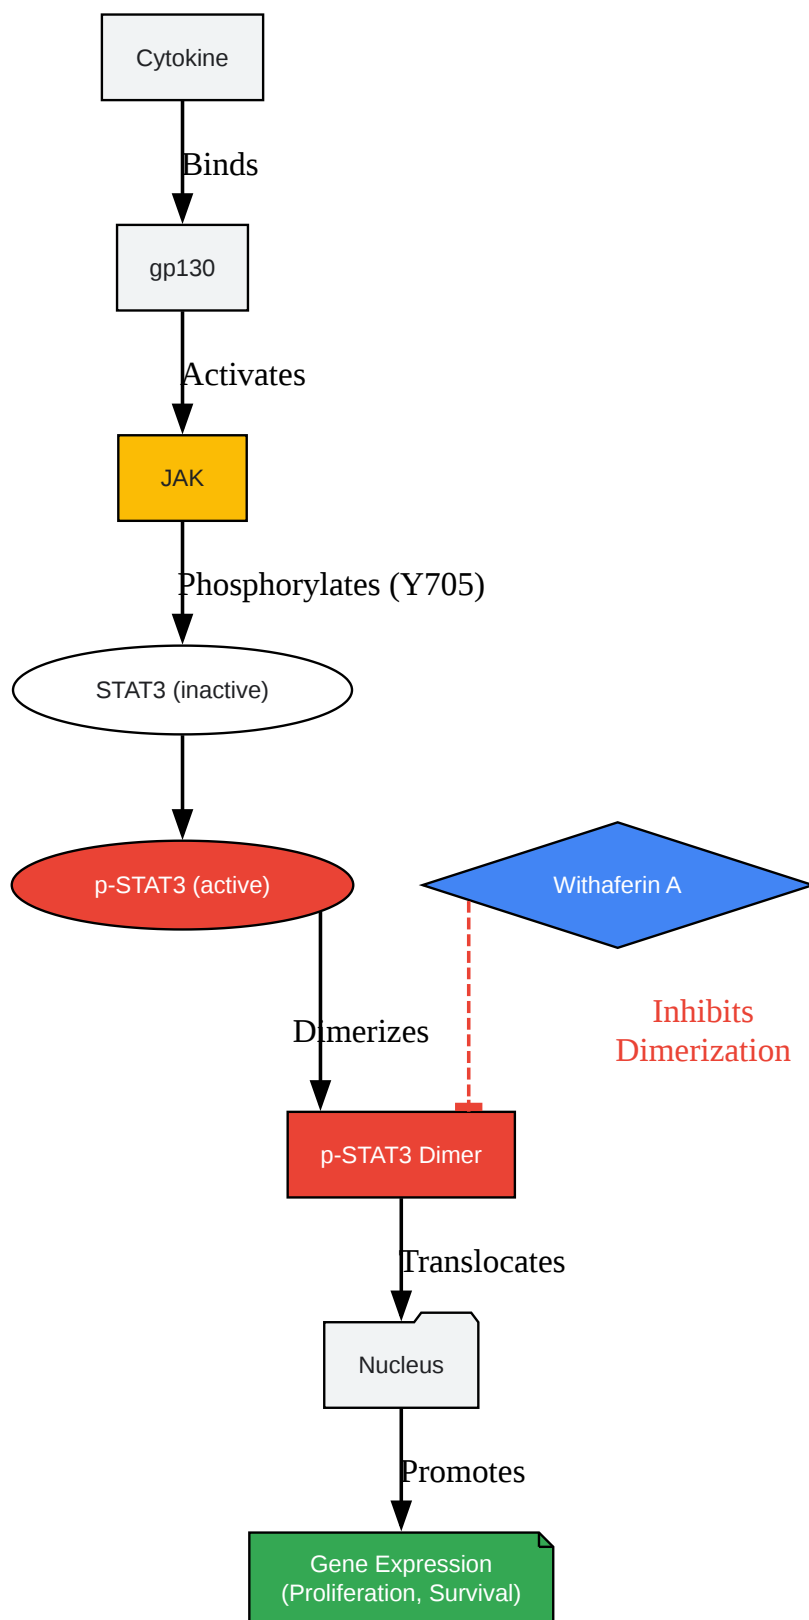 Cytokine
Binds
gp130
Activates
JAK
Phosphorylates (Y705)
STAT3 (inactive)
p-STAT3 (active)
Withaferin A
Inhibits
Dimerization
Dimerizes
p-STAT3 Dimer
Translocates
Nucleus
Promotes
Gene Expression
(Proliferation, Survival)